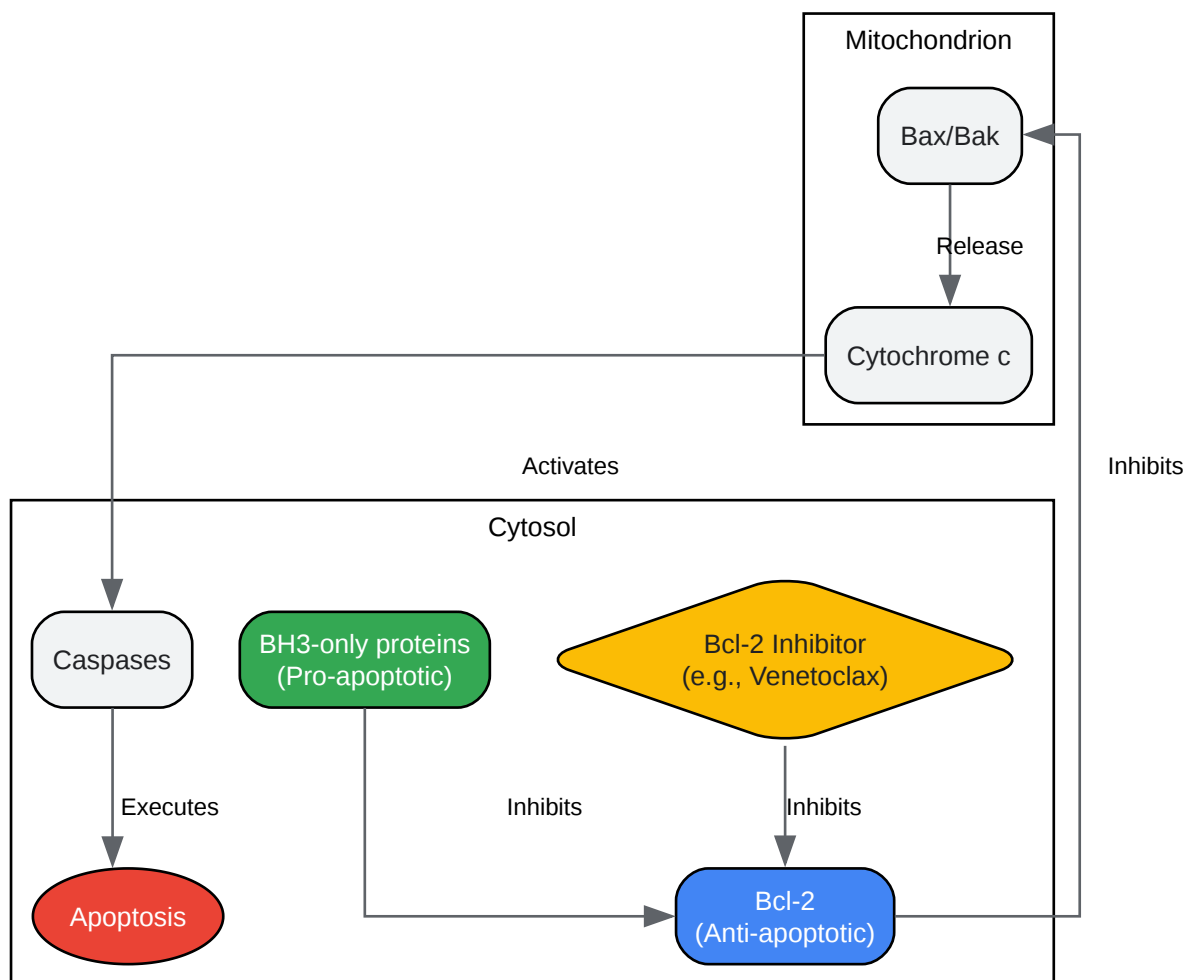 Mitochondrion
Bax/Bak
Release
Cytochrome c
Activates
Inhibits
Cytosol
Caspases
BH3-only proteins
(Pro-apoptotic)
Bcl-2 Inhibitor
(e.g., Venetoclax)
Executes
Inhibits
Inhibits
Apoptosis
Bcl-2
(Anti-apoptotic)